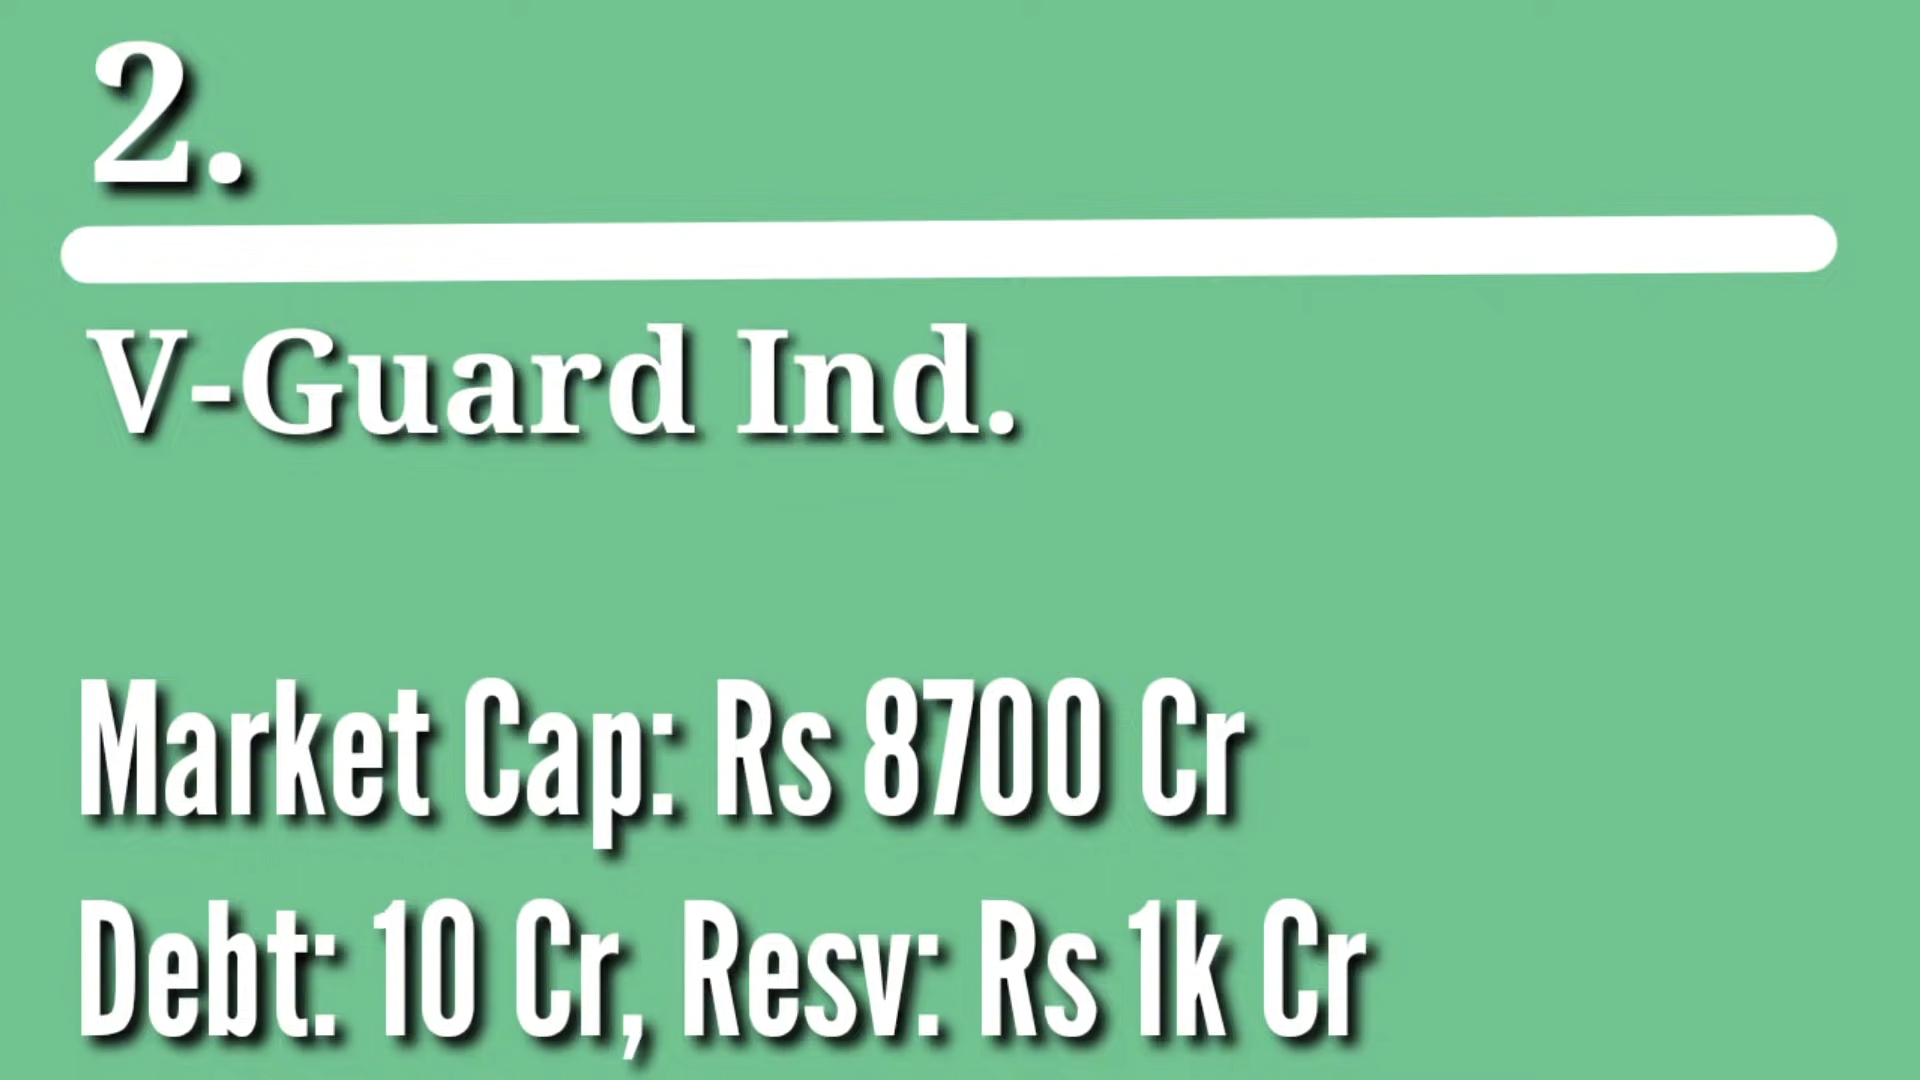 2.
V-Guard Ind.
Market Cap: Rs 8700 Cr
Debt: 10 Cr, Resv: Rs 1k Cr